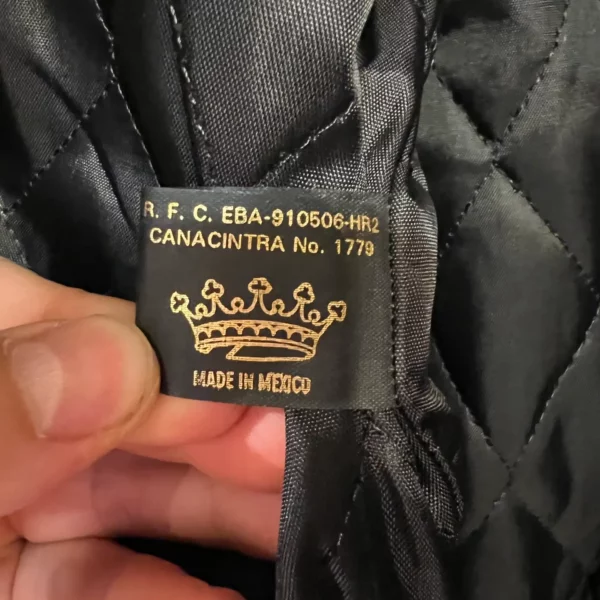 R. F. C. EBA-910506-HR2
CANACINTRA No. 1779
MADE IN MEXICO